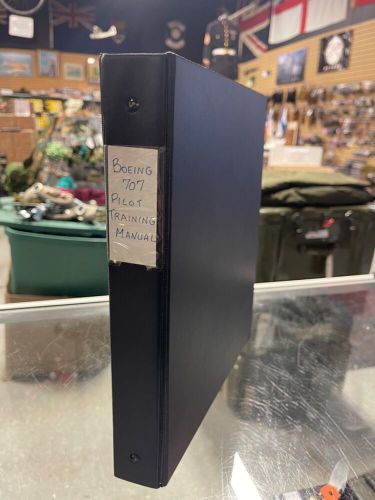 BOEING
707
PILOT
TRAINING
MANUAL